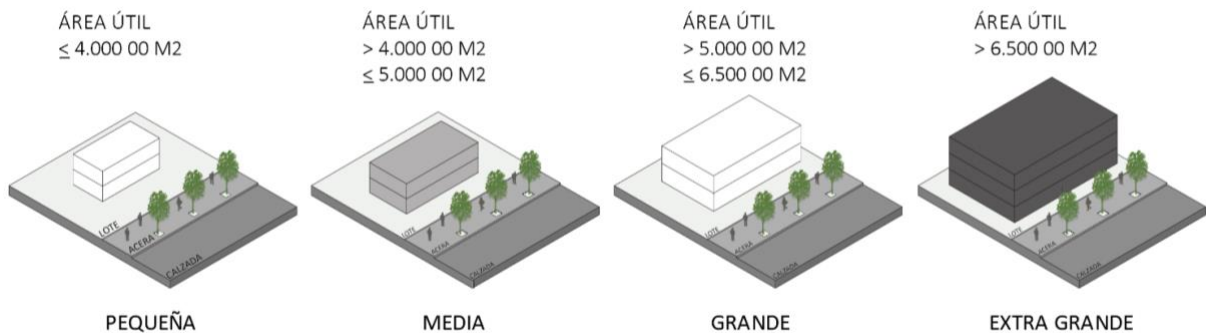 ÁREA ÚTIL
≤ 4.000 00 M2
ÁREA ÚTIL
> 4.000 00 M2
≤ 5.000 00 M2
ÁREA ÚTIL
> 5.000 00 M2
≤ 6.500 00 M2
ÁREA ÚTIL
> 6.500 00 M2
LOTE
ACERA
CALZADA
LOTE
ACERA
CALZADA
LOTE
ACERA
CALZADA
LOTE
ACERA
CALZADA
PEQUEÑA
MEDIA
GRANDE
EXTRA GRANDE